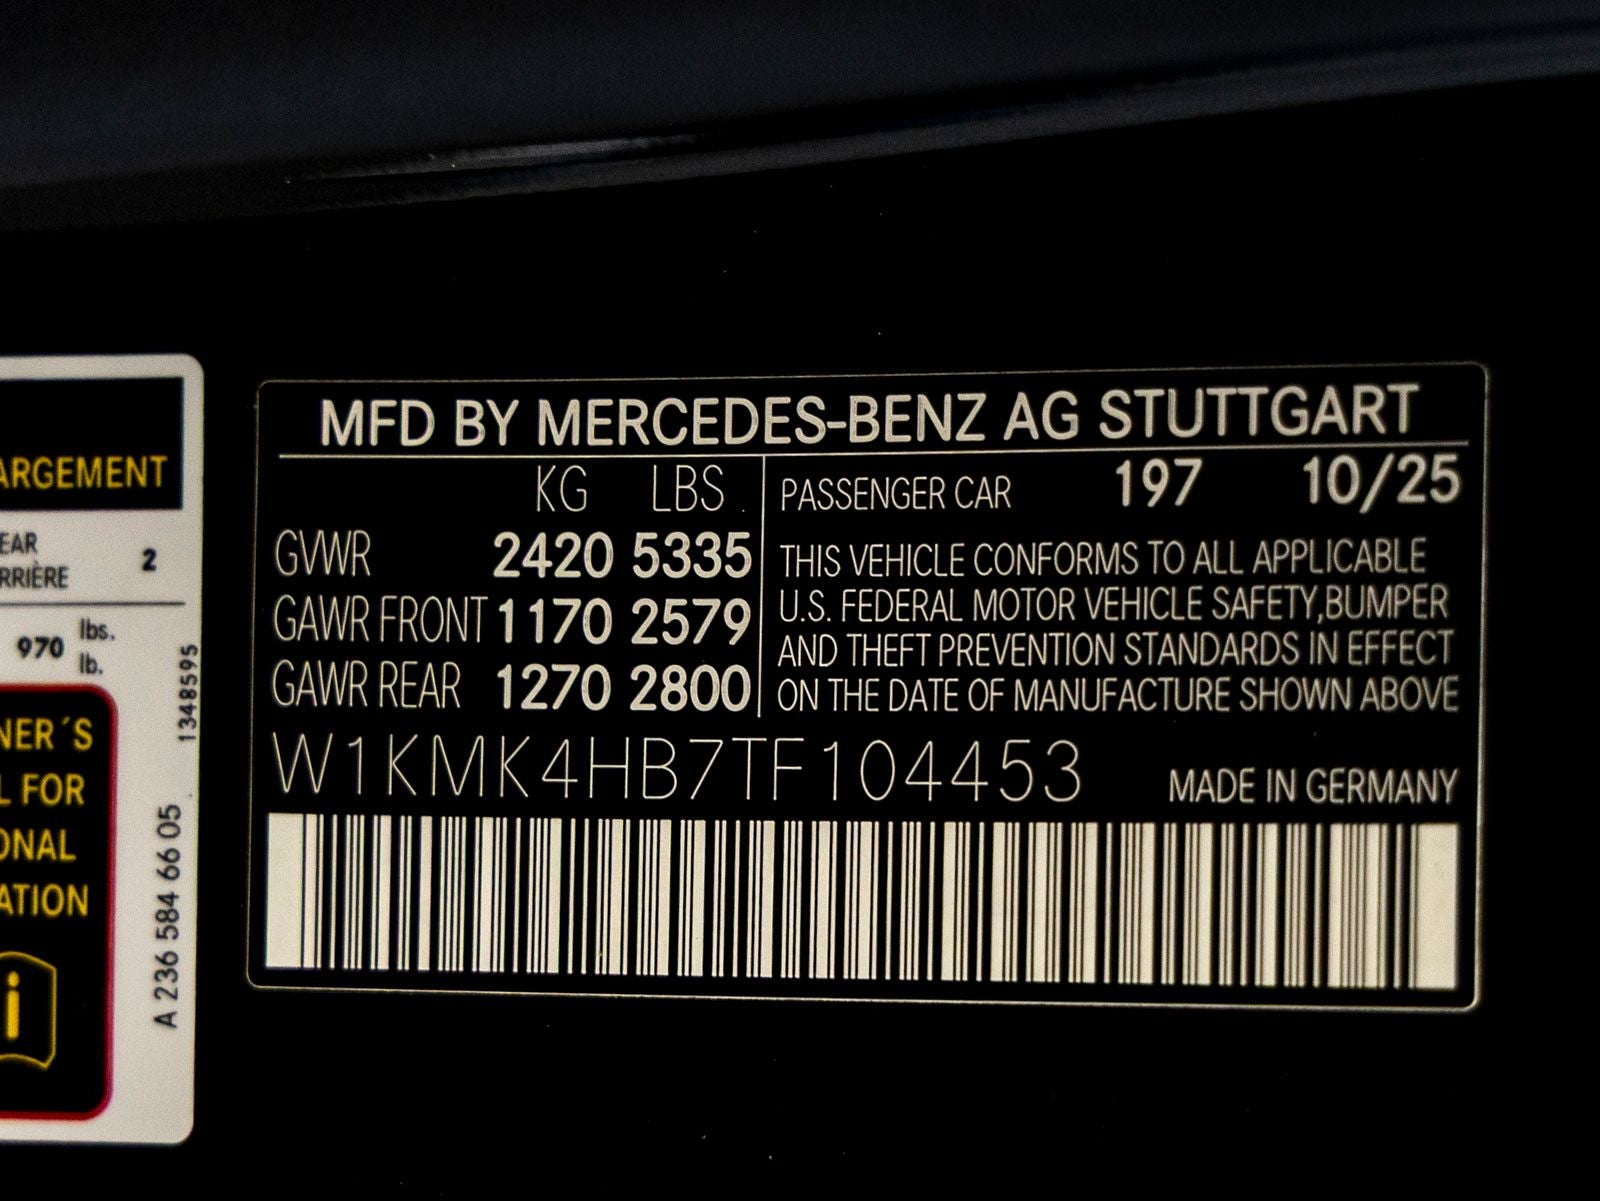 ARGEMENT
EAR
RRIÈRE
2
970 lbs.
lb.
NER´S
L FOR
ONAL
ATION
i
1348595
A 236 584 66 05
MFD BY MERCEDES-BENZ AG STUTTGART
KG LBS.
GVWR 2420 5335
GAWR FRONT 1170 2579
GAWR REAR 1270 2800
PASSENGER CAR 197 10/25
THIS VEHICLE CONFORMS TO ALL APPLICABLE
U.S. FEDERAL MOTOR VEHICLE SAFETY,BUMPER
AND THEFT PREVENTION STANDARDS IN EFFECT
ON THE DATE OF MANUFACTURE SHOWN ABOVE
W1KMK4HB7TF104453
MADE IN GERMANY